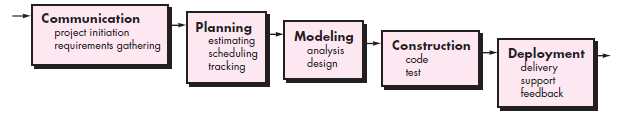 Communication
project initiation
requirements gathering
Planning
estimating
scheduling
tracking
Modeling
analysis
design
Construction
code
test
Deployment
delivery
support
feedback